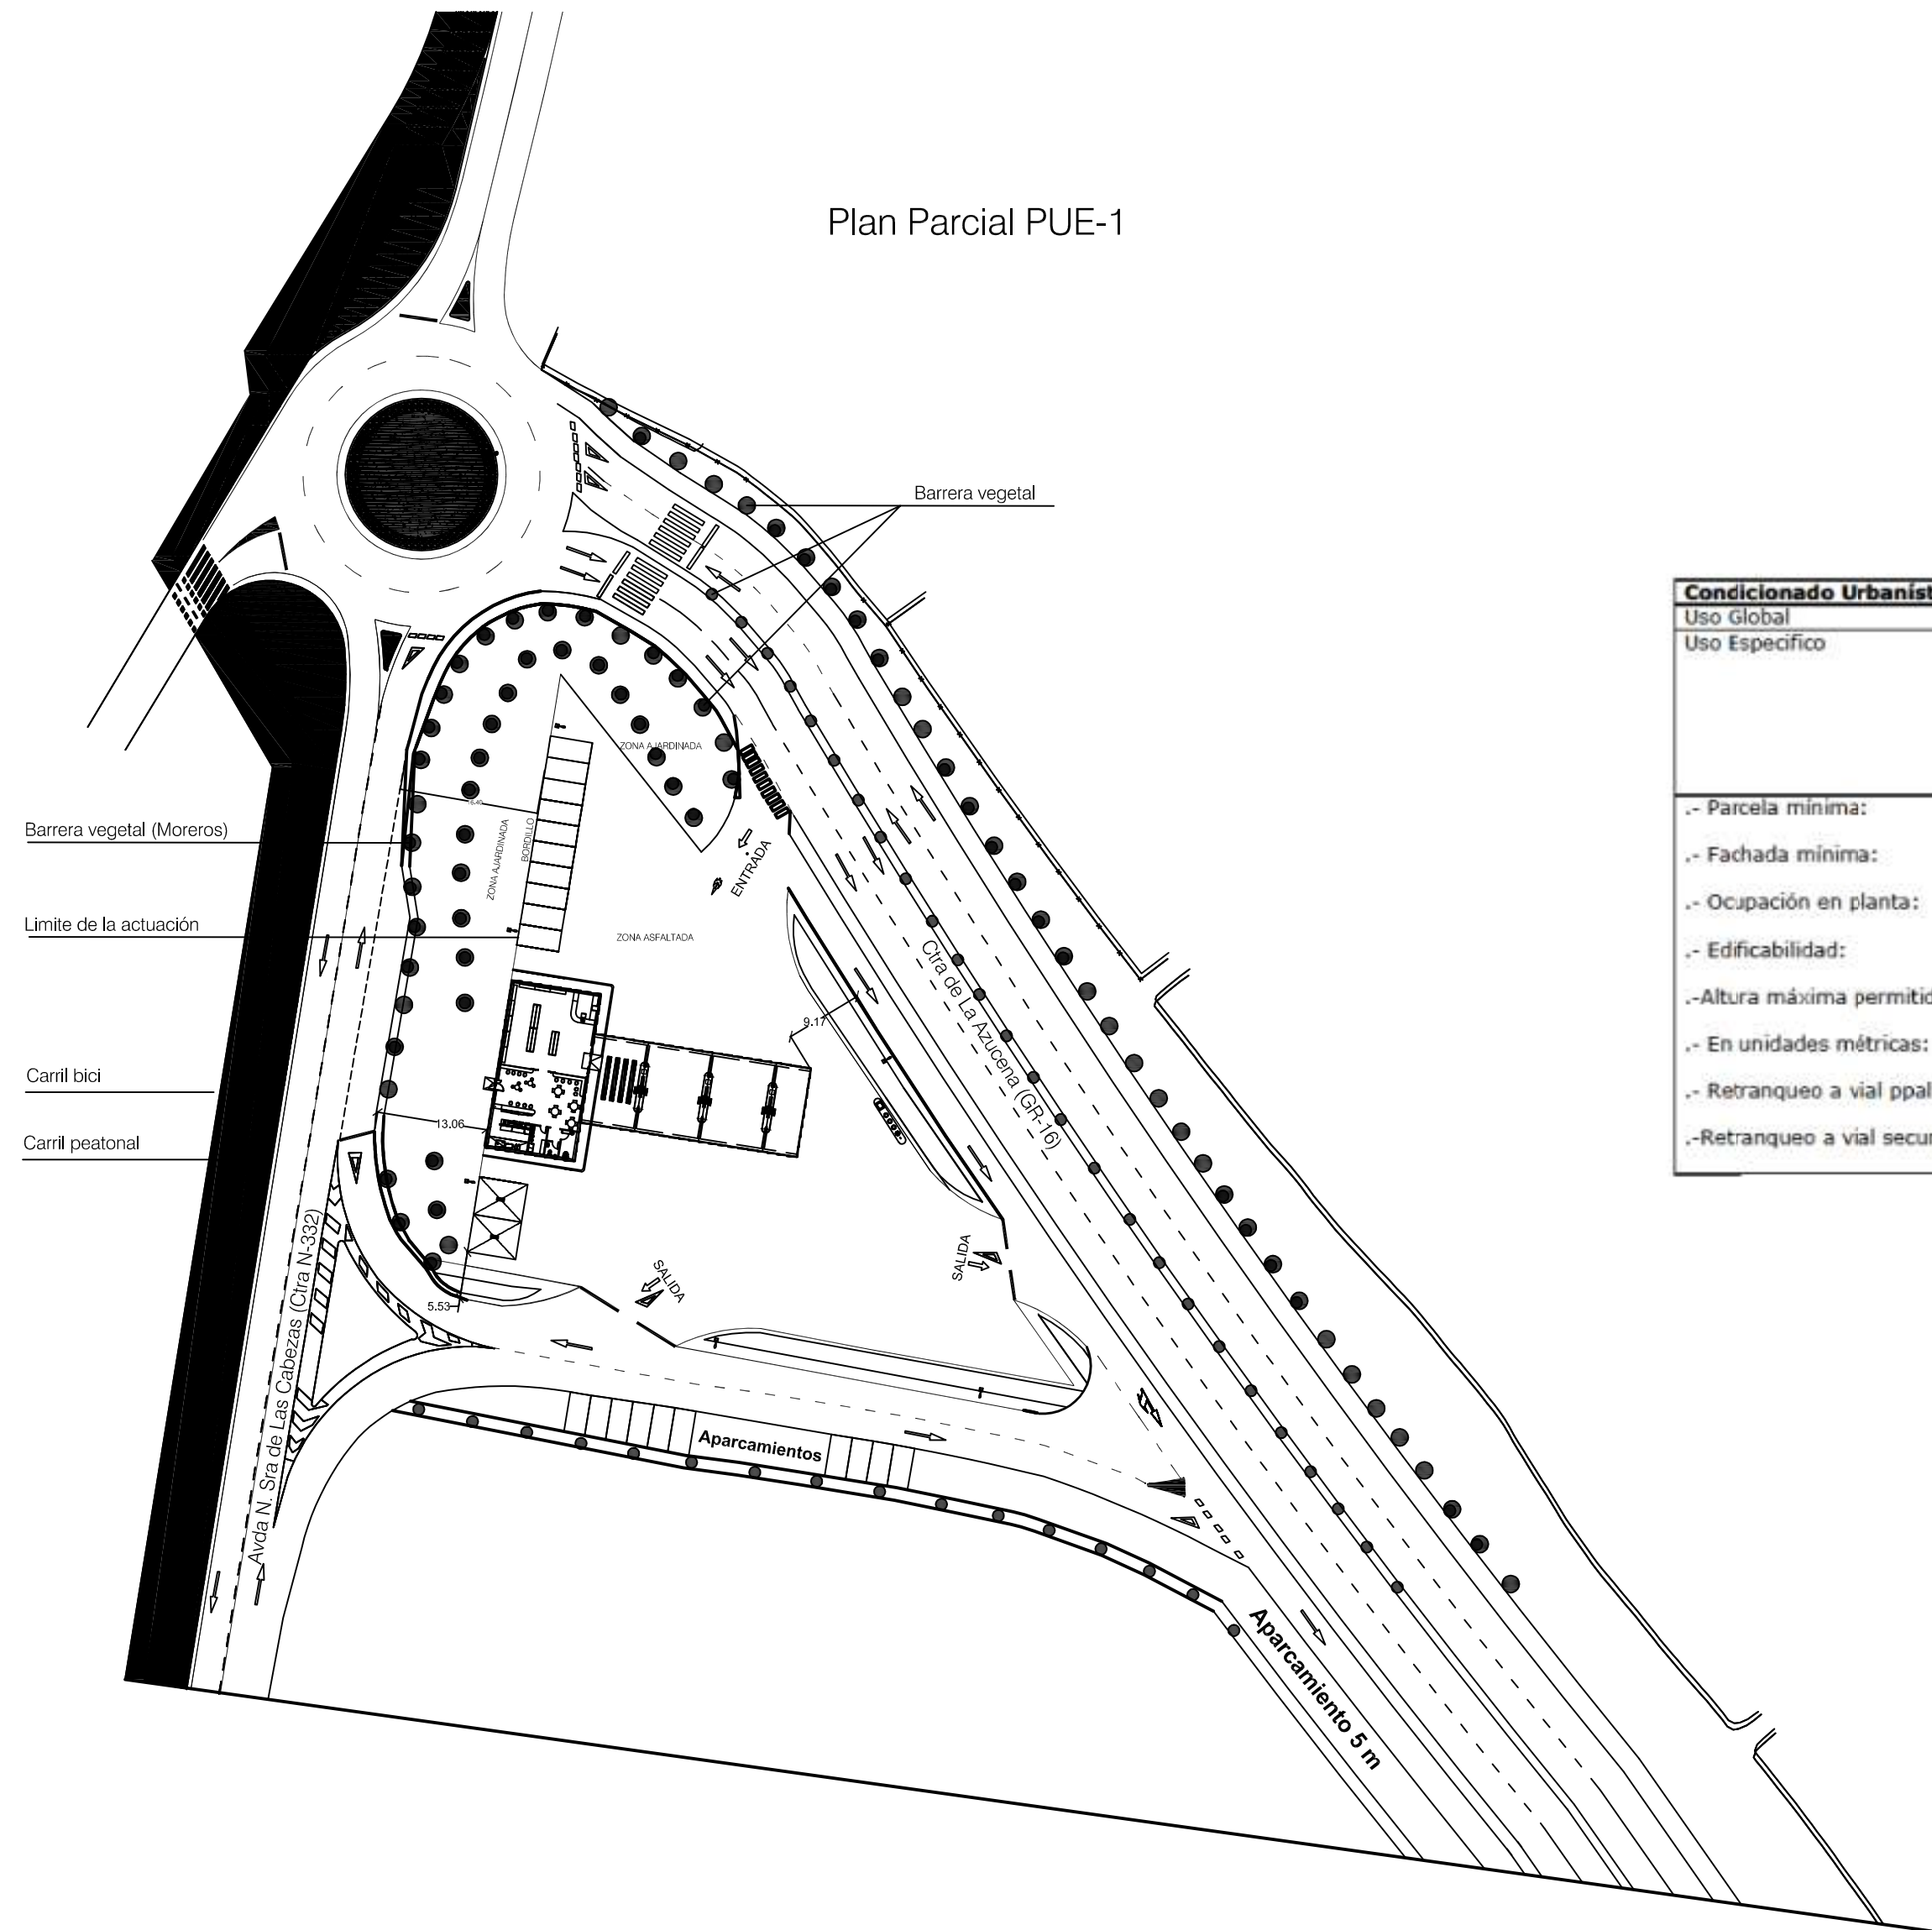 Plan Parcial PUE-1
Barrera vegetal
Condicionado Urbaníst
Uso Global
Uso Especifico
.- Parcela mínima:
.- Fachada mínima:
.- Ocupación en planta:
.- Edificabilidad:
.-Altura máxima permitid
.- En unidades métricas:
.- Retranqueo a vial ppal
.-Retranqueo a vial secur
ZONA AJARDINADA
Barrera vegetal (Moreros)
ZONA AJARDINADA
BORDILLO
ENTRADA
Limite de la actuación
ZONA ASFALTADA
Ctra de La Azucena (GR-16)
9.17
Carril bici
13.06
Carril peatonal
Avda N. Sra de Las Cabezas (Ctra N-332)
SALIDA
SALIDA
5.53
Aparcamientos
Aparcamiento 5 m